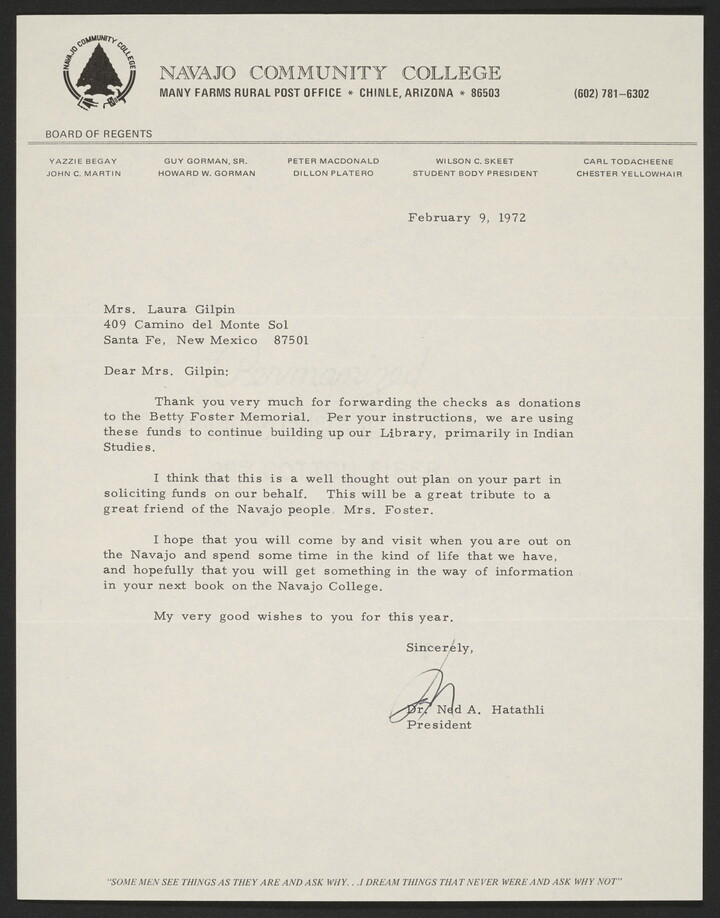 NAVAJO COMMUNITY COLLEGE
NAVAJO COMMUNITY COLLEGE
MANY FARMS RURAL POST OFFICE * CHINLE, ARIZONA * 86503 (602) 781-6302
BOARD OF REGENTS
YAZZIE BEGAY GUY GORMAN, SR. PETER MACDONALD WILSON C. SKEET CARL TODACHEENE
JOHN C. MARTIN HOWARD W. GORMAN DILLON PLATERO STUDENT BODY PRESIDENT CHESTER YELLOWHAIR
February 9, 1972
Mrs. Laura Gilpin
409 Camino del Monte Sol
Santa Fe, New Mexico 87501
Dear Mrs. Gilpin:
Thank you very much for forwarding the checks as donations
to the Betty Foster Memorial. Per your instructions, we are using
these funds to continue building up our Library, primarily in Indian
Studies.
I think that this is a well thought out plan on your part in
soliciting funds on our behalf. This will be a great tribute to a
great friend of the Navajo people. Mrs. Foster.
I hope that you will come by and visit when you are out on
the Navajo and spend some time in the kind of life that we have,
and hopefully that you will get something in the way of information
in your next book on the Navajo College.
My very good wishes to you for this year.
Sincerely,
Dr. Ned A. Hatathli
President
"SOME MEN SEE THINGS AS THEY ARE AND ASK WHY. . .I DREAM THINGS THAT NEVER WERE AND ASK WHY NOT"